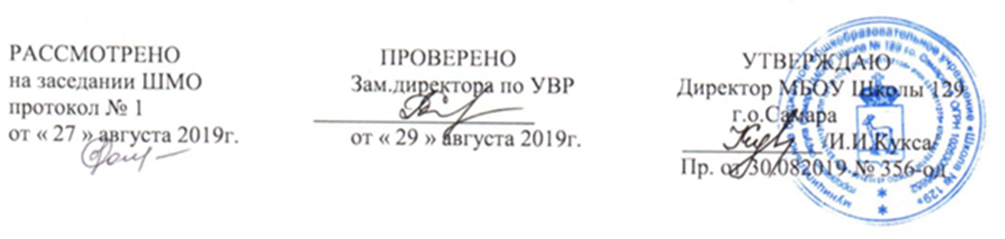 РАССМОТРЕНО
на заседании ШМО
протокол № 1
от « 27 » августа 2019г.
ПРОВЕРЕНО
Зам.директора по УВР
от « 29 » августа 2019г.
УТВЕРЖДАЮ
Директор МБОУ Школы 129
г.о.Самара
/И.И.Кукса/
Пр. от 30.082019 № 356-од